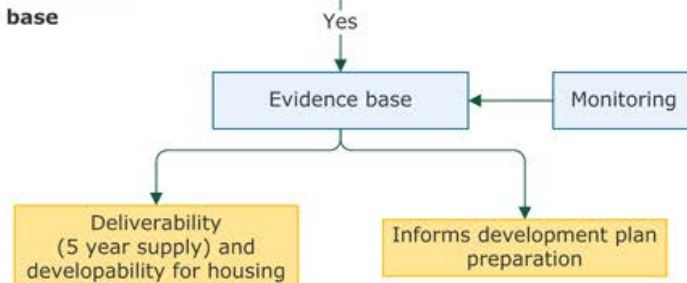 base
Yes
Evidence base
Monitoring
Deliverability
(5 year supply) and
developability for housing
Informs development plan
preparation